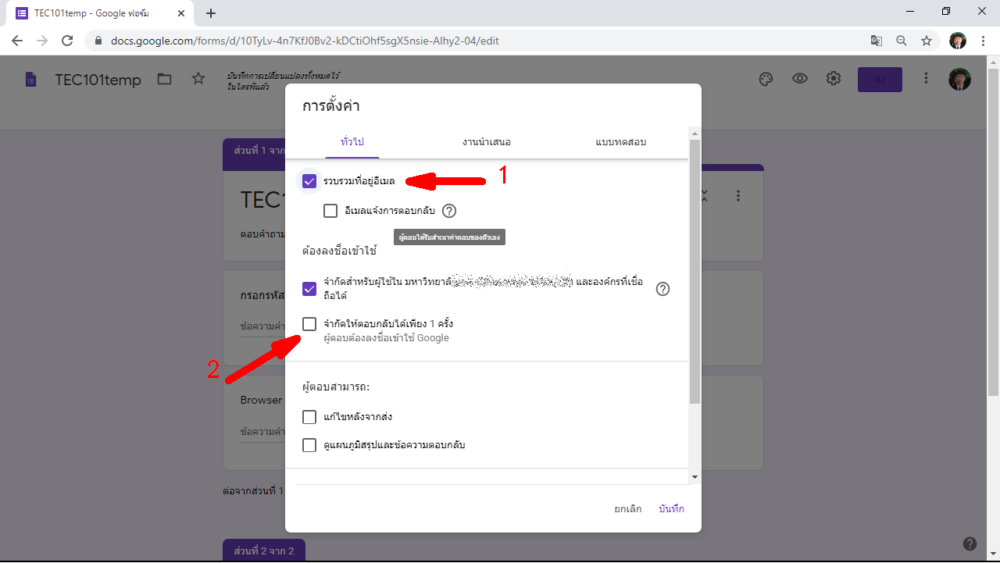 TEC101temp - Google ฟอร์ม
docs.google.com/forms/d/10TyLv-4n7KfJ0Bv2-kDCtiOhf5sgX5nsie-Alhy2-04/edit
TEC101temp
บันทึกการเปลี่ยนแปลงทั้งหมดไว้
ในไดรฟ์แล้ว
ส่ง
ส่วนที่ 1 จาก
TEC1
ตอบคำถาม
กรอกรหัส
ข้อความคำ
Browser
ข้อความคำ
ต่อจากส่วนที่ 1
ส่วนที่ 2 จาก 2
การตั้งค่า
ทั่วไป
งานนำเสนอ
แบบทดสอบ
รวบรวมที่อยู่อีเมล
1
อีเมลแจ้งการตอบกลับ
ผู้ตอบได้รับสำเนาคำตอบของตัวเอง
ต้องลงชื่อเข้าใช้
จำกัดสำหรับผู้ใช้ใน มหาวิทยาลั และองค์กรที่เชื่อ
ถือได้
จำกัดให้ตอบกลับได้เพียง 1 ครั้ง
ผู้ตอบต้องลงชื่อเข้าใช้ Google
2
ผู้ตอบสามารถ:
แก้ไขหลังจากส่ง
ดูแผนภูมิสรุปและข้อความตอบกลับ
ยกเลิก
บันทึก